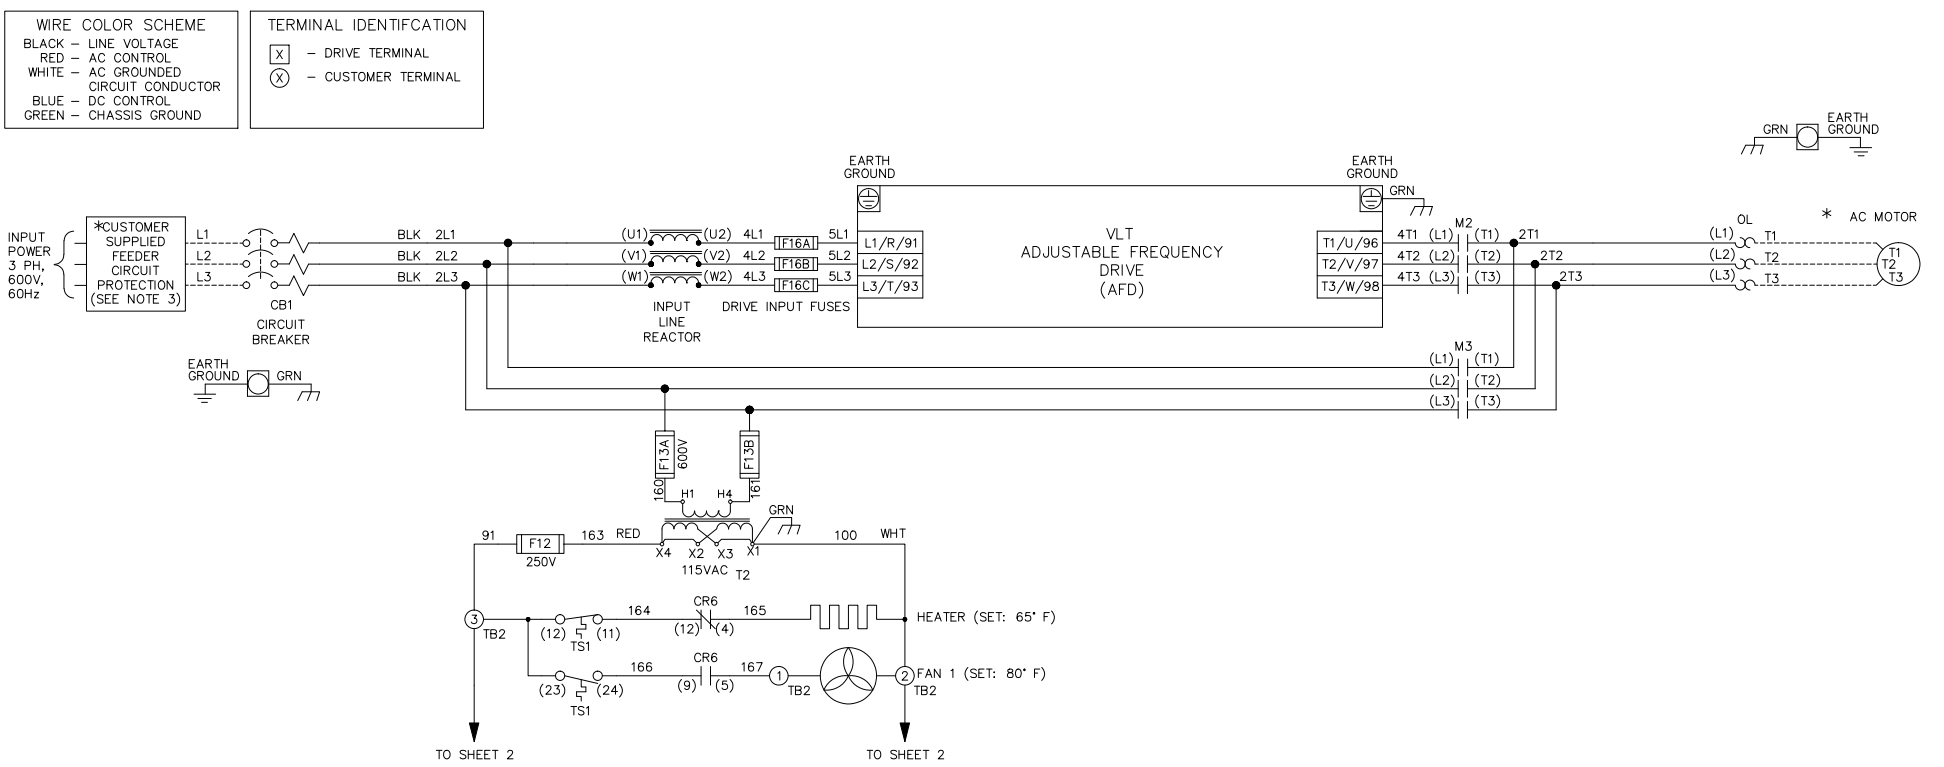 WIRE COLOR SCHEME
BLACK – LINE VOLTAGE
RED – AC CONTROL
WHITE – AC GROUNDED
CIRCUIT CONDUCTOR
BLUE – DC CONTROL
GREEN – CHASSIS GROUND
TERMINAL IDENTIFCATION
X – DRIVE TERMINAL
X – CUSTOMER TERMINAL
GRN
EARTH
GROUND
EARTH
GROUND
EARTH
GROUND
GRN
INPUT
POWER
3 PH,
600V,
60Hz
*CUSTOMER
SUPPLIED
FEEDER
CIRCUIT
PROTECTION
(SEE NOTE 3)
L1
L2
L3
CB1
CIRCUIT
BREAKER
BLK 2L1
BLK 2L2
BLK 2L3
(U1) (U2) 4L1 F16A 5L1 L1/R/91
(V1) (V2) 4L2 F16B 5L2 L2/S/92
(W1) (W2) 4L3 F16C 5L3 L3/T/93
INPUT
LINE
REACTOR
DRIVE INPUT FUSES
VLT
ADJUSTABLE FREQUENCY
DRIVE
(AFD)
M2
T1/U/96 4T1 (L1) (T1) 2T1
T2/V/97 4T2 (L2) (T2) 2T2
T3/W/98 4T3 (L3) (T3) 2T3
OL
(L1) T1
(L2) T2
(L3) T3
* AC MOTOR
T1
T2
T3
M3
(L1) (T1)
(L2) (T2)
(L3) (T3)
EARTH
GROUND
GRN
F13A
600V
F13B
160
161
H1 H4
GRN
91 F12 163 RED
250V
X4 X2 X3 X1
100 WHT
115VAC T2
3
TB2
(12) (11)
TS1
164
CR6
(12) (4)
165
HEATER (SET: 65° F)
(23) (24)
TS1
166
CR6
(9) (5)
167
1
TB2
2
TB2
FAN 1 (SET: 80° F)
TO SHEET 2
TO SHEET 2